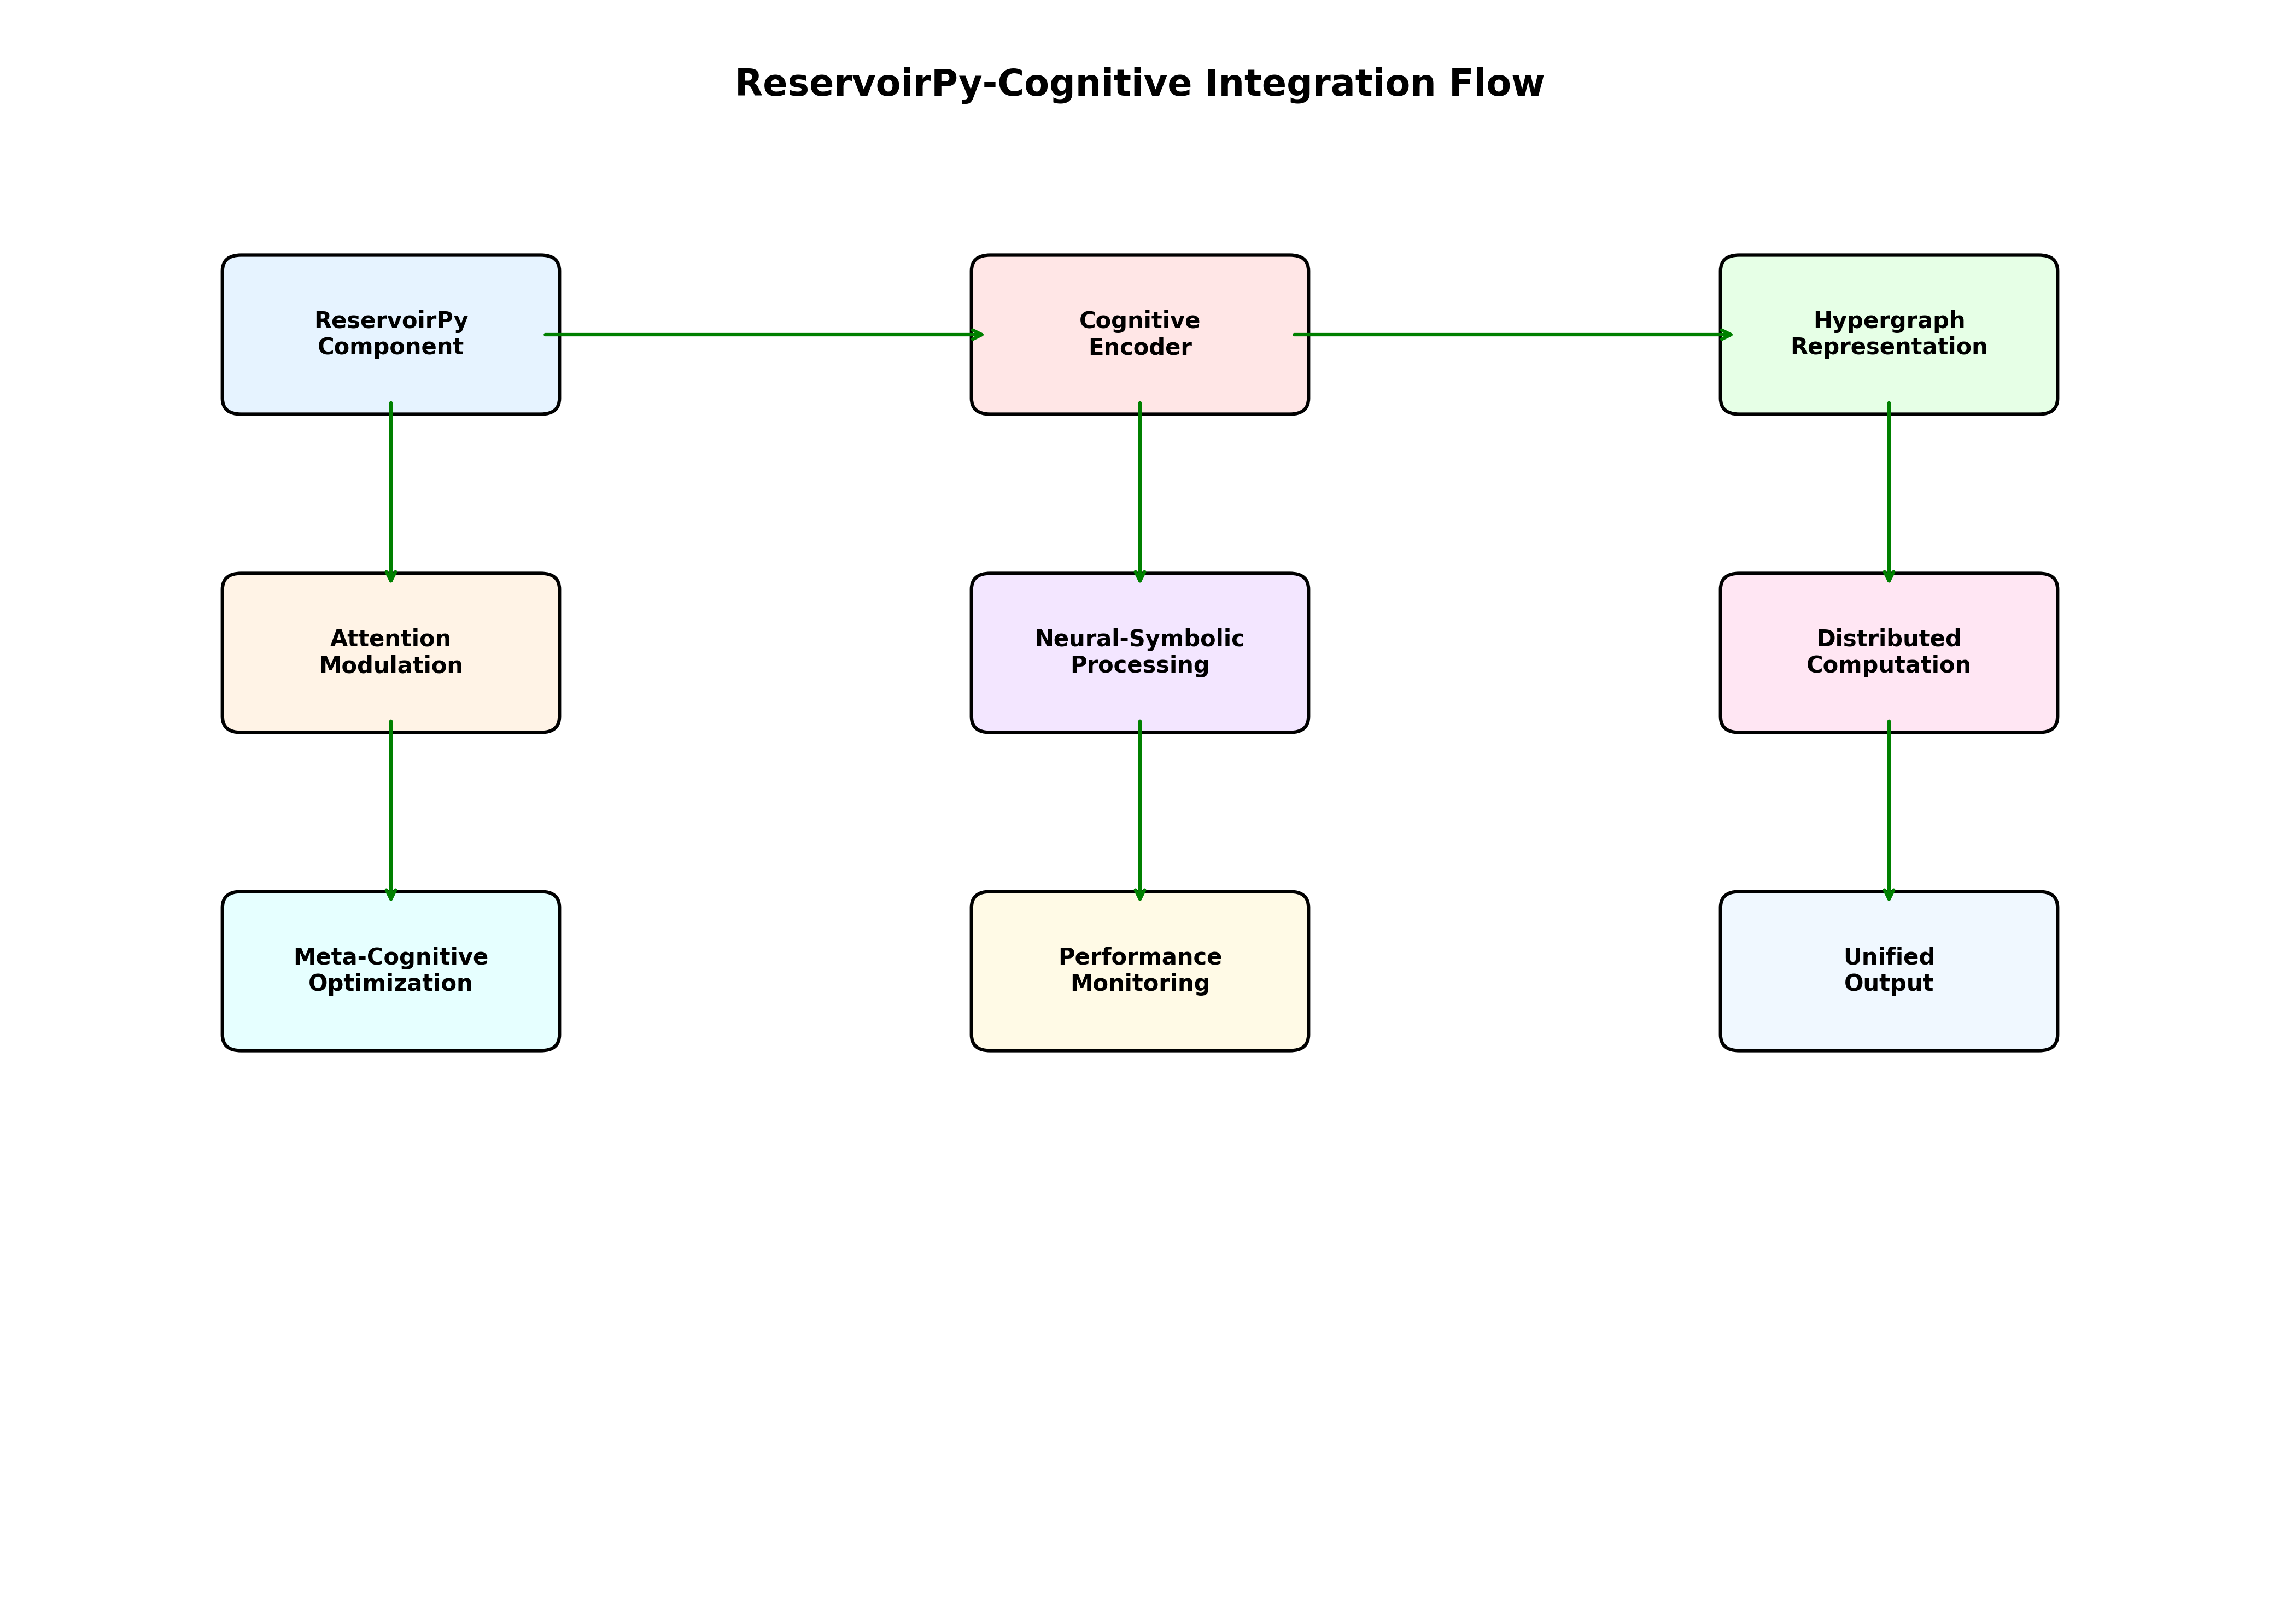 ReservoirPy-Cognitive Integration Flow
ReservoirPy
Component
Cognitive
Encoder
Hypergraph
Representation
Attention
Modulation
Neural-Symbolic
Processing
Distributed
Computation
Meta-Cognitive
Optimization
Performance
Monitoring
Unified
Output